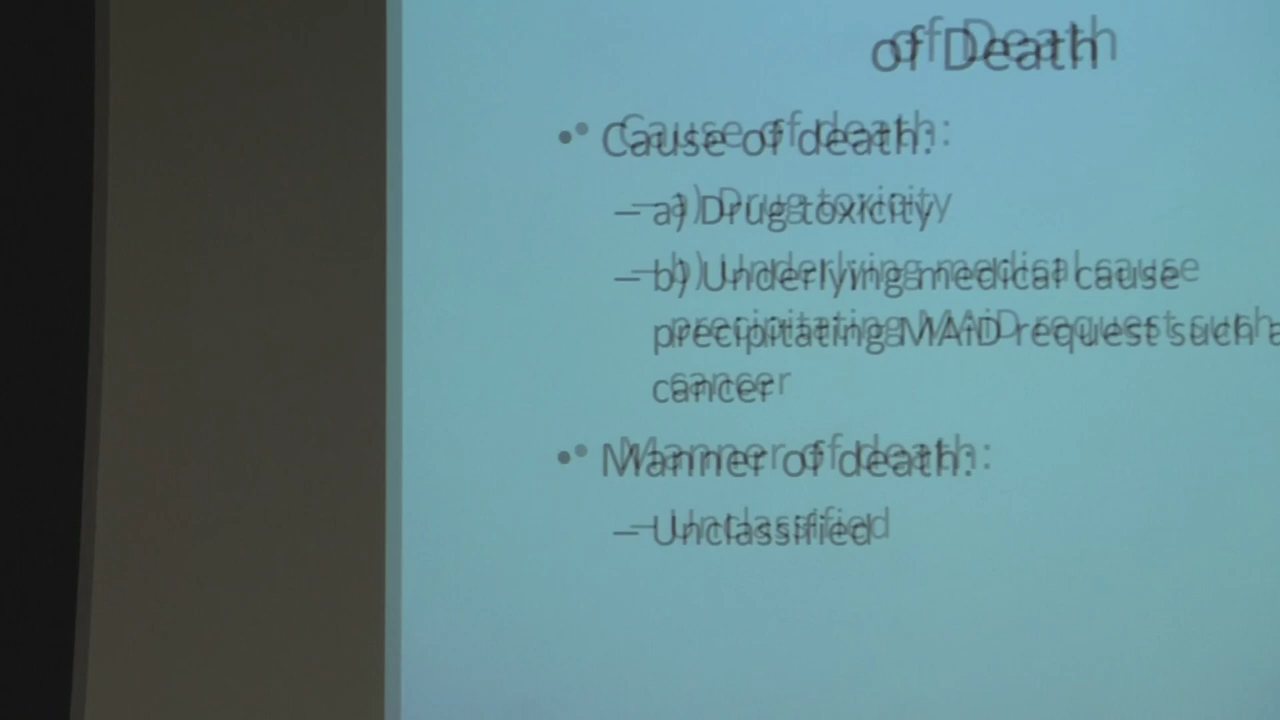 of Death
• Cause of death:
– a) Drug toxicity
– b) Underlying medical cause
precipitating MAiD request such
cancer
• Manner of death:
– Unclassified